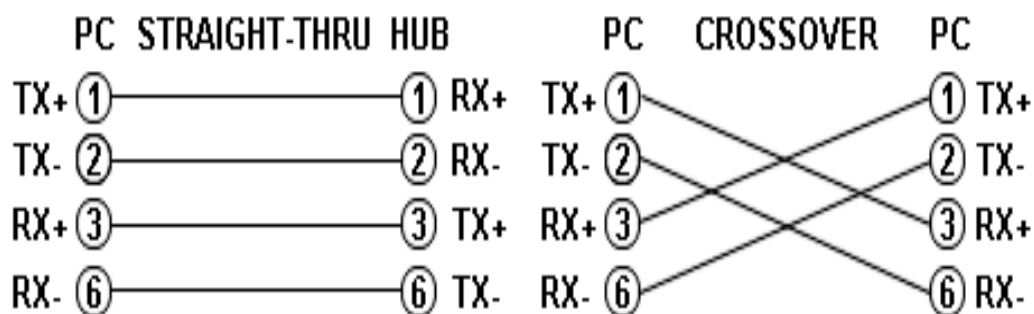 PC STRAIGHT-THRU HUB PC CROSSOVER PC
TX+ 1 1 RX+ TX+ 1 1 TX+
TX- 2 2 RX- TX- 2 2 TX-
RX+ 3 3 TX+ RX+ 3 3 RX+
RX- 6 6 TX- RX- 6 6 RX-